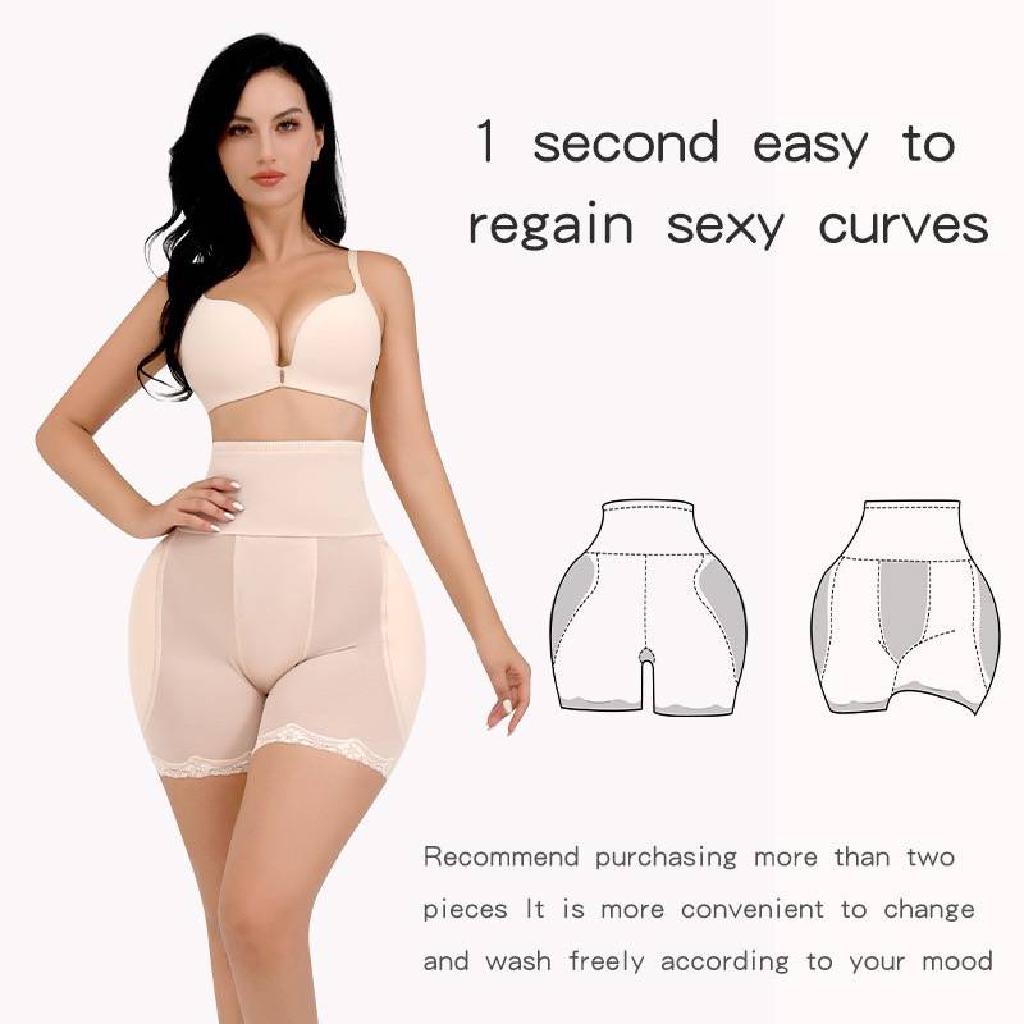 1 second easy to
regain sexy curves
Recommend purchasing more than two
pieces It is more convenient to change
and wash freely according to your mood